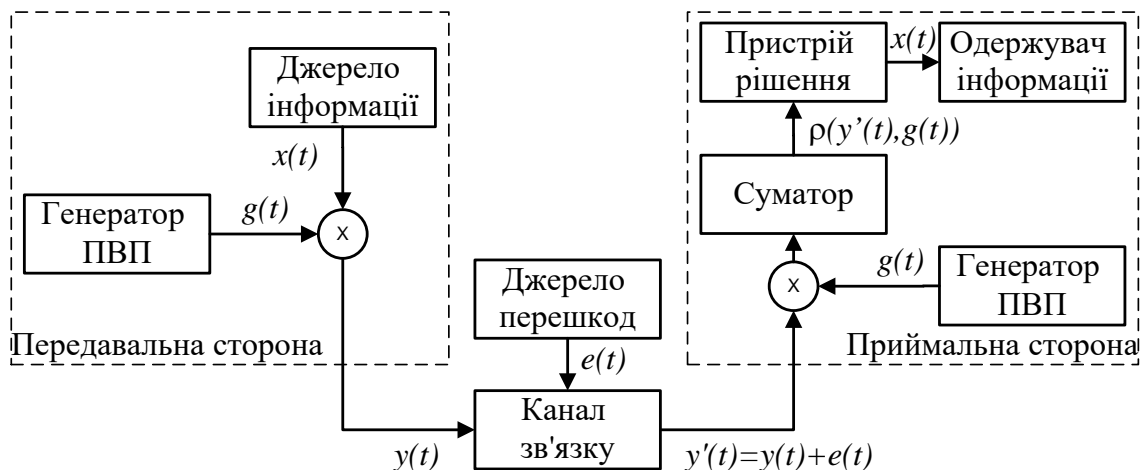 Джерело
інформації
x(t)
Генератор
ПВП
g(t)
x
Передавальна сторона
y(t)
Джерело
перешкод
e(t)
Канал
зв'язку
y'(t)=y(t)+e(t)
Пристрій
рішення
x(t)
Одержувач
інформації
ρ(y’(t),g(t))
Суматор
x
g(t)
Генератор
ПВП
Приймальна сторона